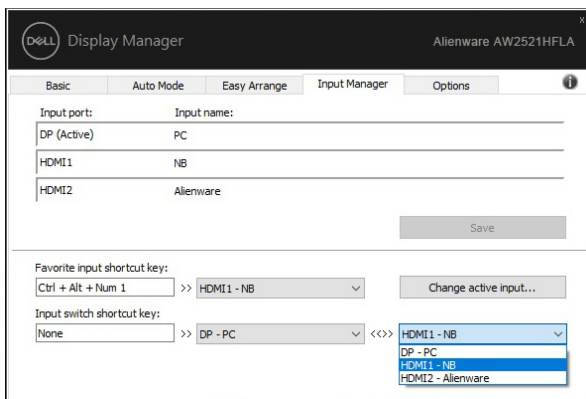 DELL Display Manager Alienware AW2521HFLA
x
Basic Auto Mode Easy Arrange Input Manager Options i
Input port: Input name:
DP (Active) PC
HDMI1 NB
HDMI2 Alienware
Save
Favorite input shortcut key:
Ctrl + Alt + Num 1 >> HDMI1 - NB Change active input...
Input switch shortcut key:
None >> DP - PC <<>> HDMI1 - NB
DP - PC
HDMI1 - NB
HDMI2 - Alienware